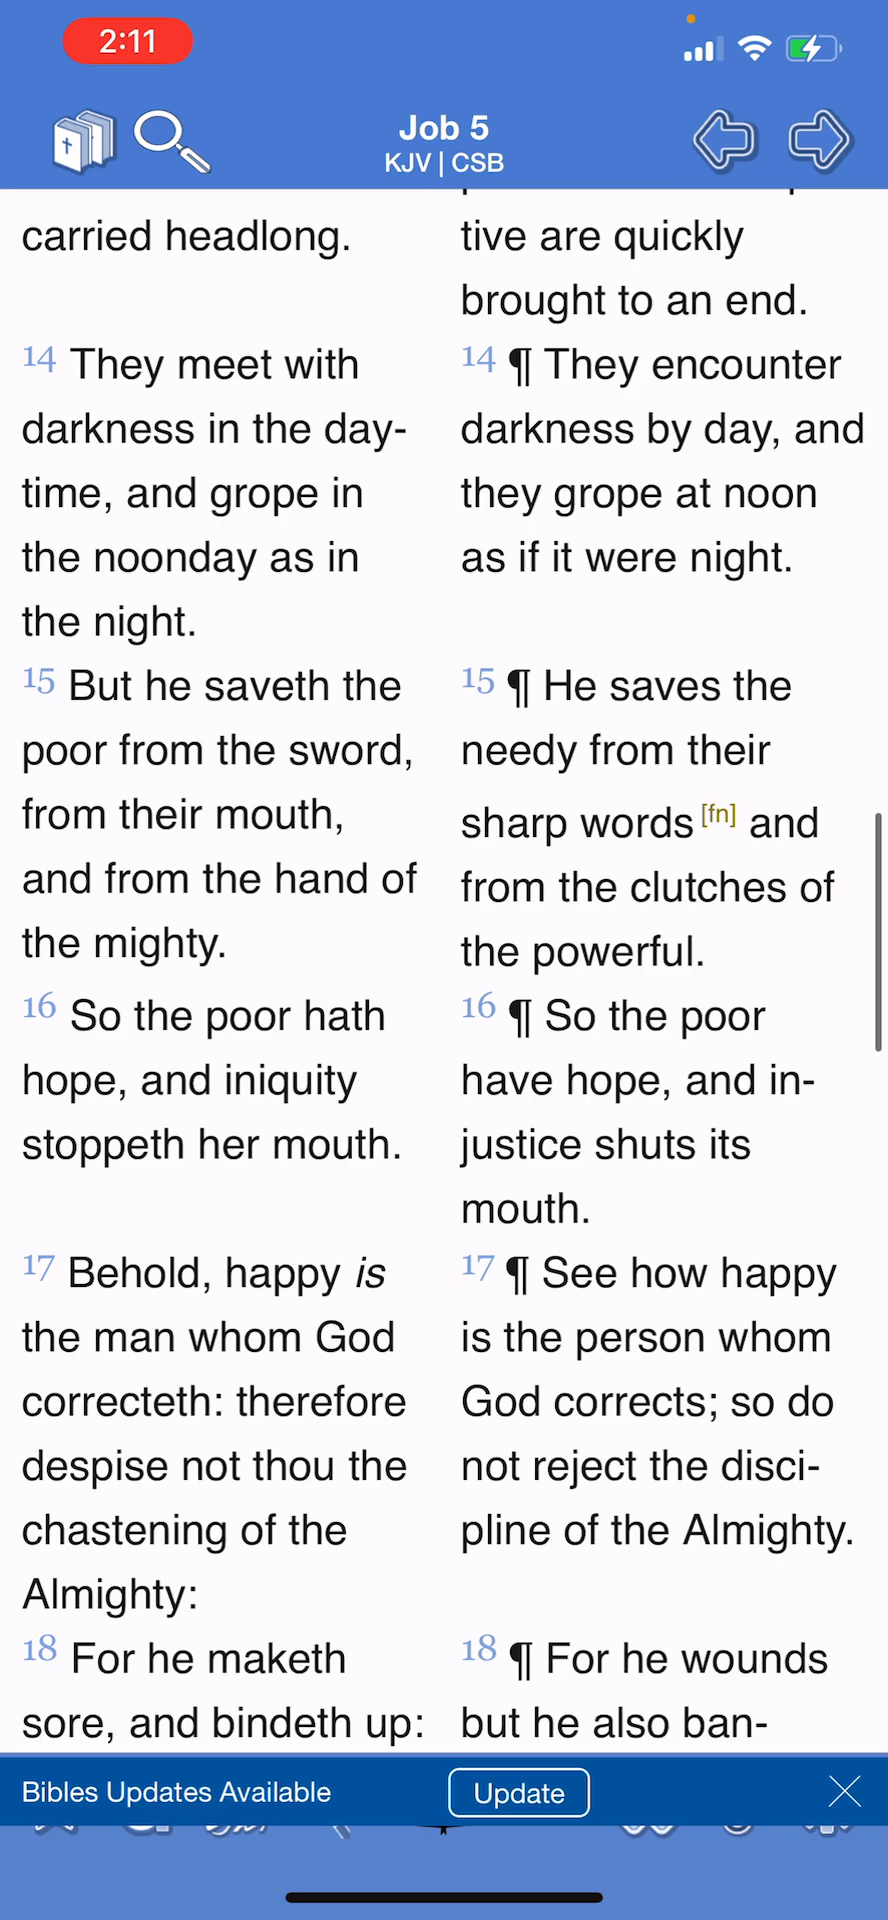 2:11
Job 5
KJV | CSB
carried headlong.
14 They meet with
darkness in the day-
time, and grope in
the noonday as in
the night.
15 But he saveth the
poor from the sword,
from their mouth,
and from the hand of
the mighty.
16 So the poor hath
hope, and iniquity
stoppeth her mouth.
17 Behold, happy is
the man whom God
correcteth: therefore
despise not thou the
chastening of the
Almighty:
18 For he maketh
sore, and bindeth up:
tive are quickly
brought to an end.
14 ¶ They encounter
darkness by day, and
they grope at noon
as if it were night.
15 ¶ He saves the
needy from their
sharp words [fn] and
from the clutches of
the powerful.
16 ¶ So the poor
have hope, and in-
justice shuts its
mouth.
17 ¶ See how happy
is the person whom
God corrects; so do
not reject the disci-
pline of the Almighty.
18 ¶ For he wounds
but he also ban-
Bibles Updates Available
Update